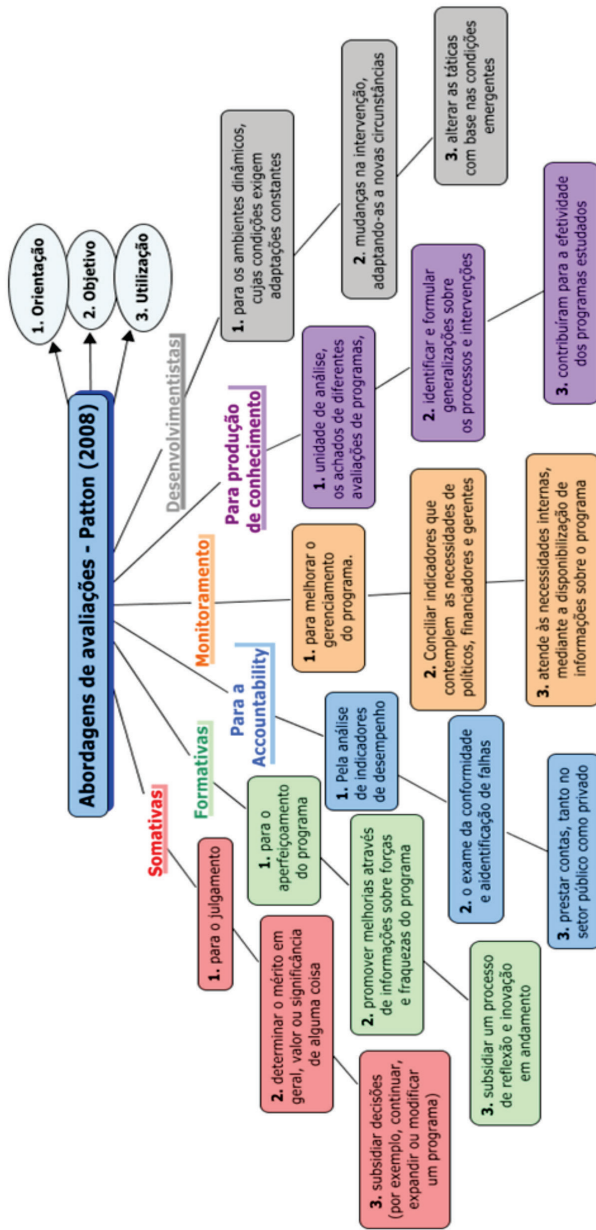 Abordagens de avaliações - Patton (2008)
1. Orientação
2. Objetivo
3. Utilização
Somativas
1. para o julgamento
2. determinar o mérito em
geral, valor ou significância
de alguma coisa
3. subsidiar decisões
(por exemplo, continuar,
expandir ou modificar
um programa)
Formativas
1. para o
aperfeiçoamento
do programa
2. promover melhorias através
de informações sobre forças
e fraquezas do programa
3. subsidiar um processo
de reflexão e inovação
em andamento
Para a
Accountability
1. Pela análise
de indicadores
de desempenho
2. o exame da conformidade
e aidentificação de falhas
3. prestar contas, tanto no
setor público como privado
Monitoramento
1. para melhorar o
gerenciamento
do programa.
2. Conciliar indicadores que
contemplem as necessidades de
políticos, financiadores e gerentes
3. atende às necessidades internas,
mediante a disponibilização de
informações sobre o programa
Para produção
de conhecimento
1. unidade de análise,
os achados de diferentes
avaliações de programas,
2. identificar e formular
generalizações sobre
os processos e intervenções
3. contribuíram para a efetividade
dos programas estudados
Desenvolvimentistas
1. para os ambientes dinâmicos,
cujas condições exigem
adaptações constantes
2. mudanças na intervenção,
adaptando-as a novas circunstâncias
3. alterar as táticas
com base nas condições
emergentes